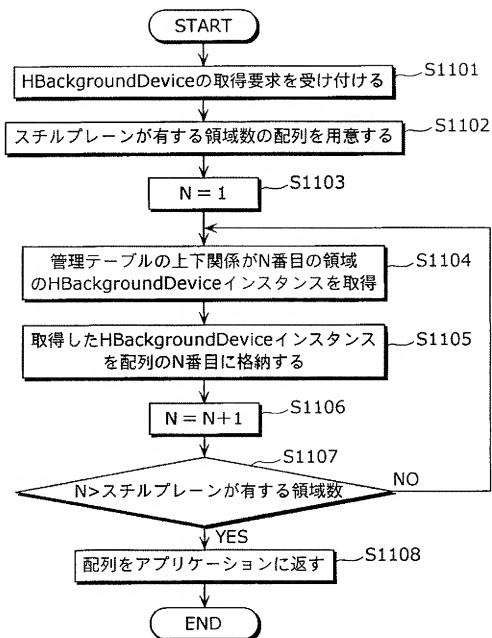 START
HBackgroundDeviceの取得要求を受け付ける
S1101
スチルプレーンが有する領域数の配列を用意する
S1102
N = 1
S1103
管理テーブルの上下関係がN番目の領域
のHBackgroundDeviceインスタンスを取得
S1104
取得したHBackgroundDeviceインスタンス
を配列のN番目に格納する
S1105
N = N+1
S1106
S1107
N>スチルプレーンが有する領域数
NO
YES
配列をアプリケーションに返す
S1108
END